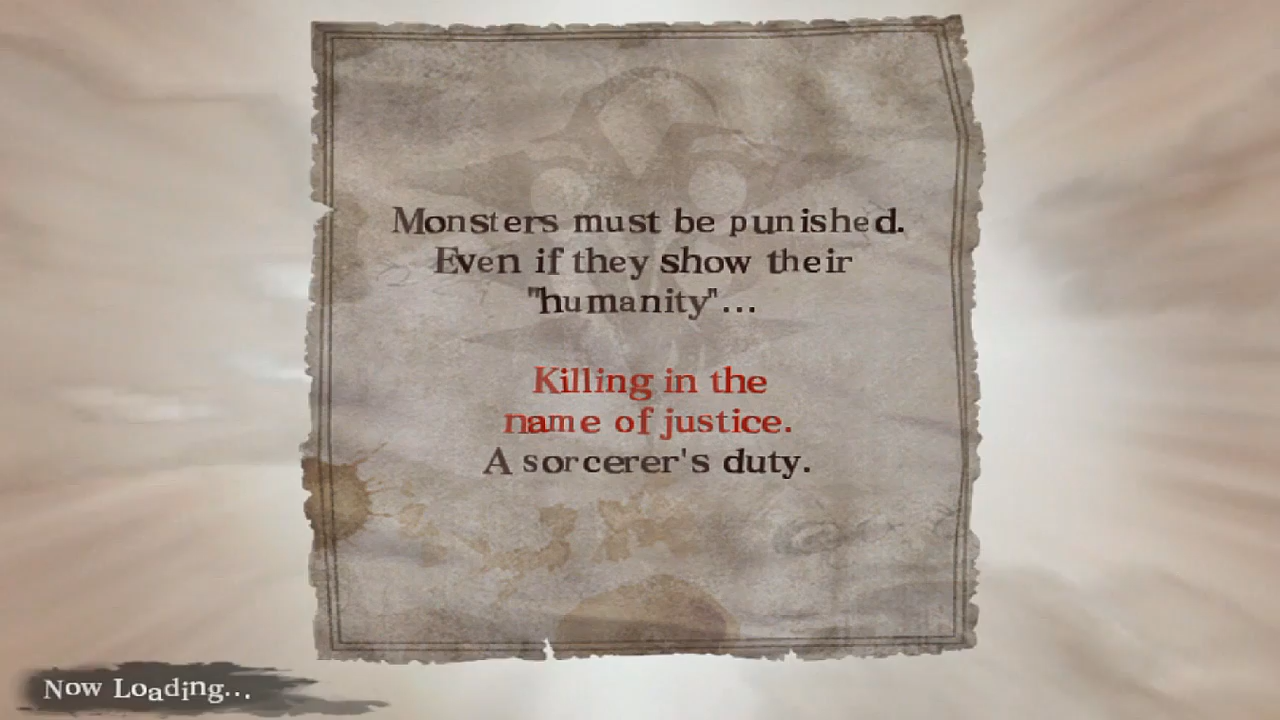 Monsters must be punished.
Even if they show their
"humanity"...
Killing in the
name of justice.
A sorcerer's duty.
Now Loading...